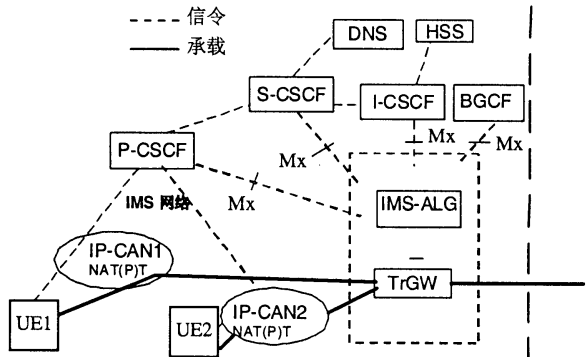 信令
承载
DNS
HSS
S-CSCF
I-CSCF
BGCF
P-CSCF
Mx
Mx
Mx
Mx
IMS 网络
IMS-ALG
IP-CAN1
NAT(P)T
TrGW
UE1
UE2
IP-CAN2
NAT(P)T